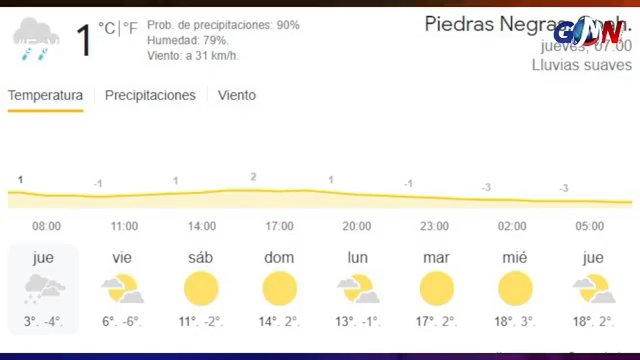 1 °C | °F
Prob. de precipitaciones: 90%
Humedad: 79%.
Viento: a 31 km/h.
Piedras Negras,
jueves, 07:00
Lluvias suaves
GNN
Temperatura
Precipitaciones
Viento
1 -1 1 2 1 -1 -3 -3
08:00 11:00 14:00 17:00 20:00 23:00 02:00 05:00
jue vie sáb dom lun mar mié jue
3°. -4°. 6°. -6°. 11°. -2°. 14°. 2°. 13°. -1°. 17°. 2°. 18°. 3°. 18°. 2°.